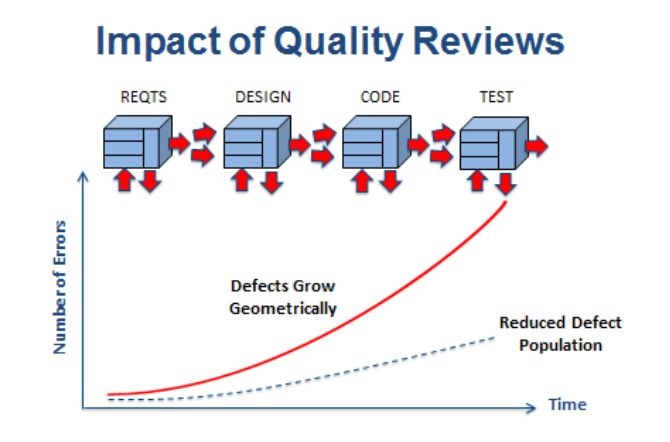 Impact of Quality Reviews
REQTS DESIGN CODE TEST
Number of Errors
Defects Grow
Geometrically
Reduced Defect
Population
Time